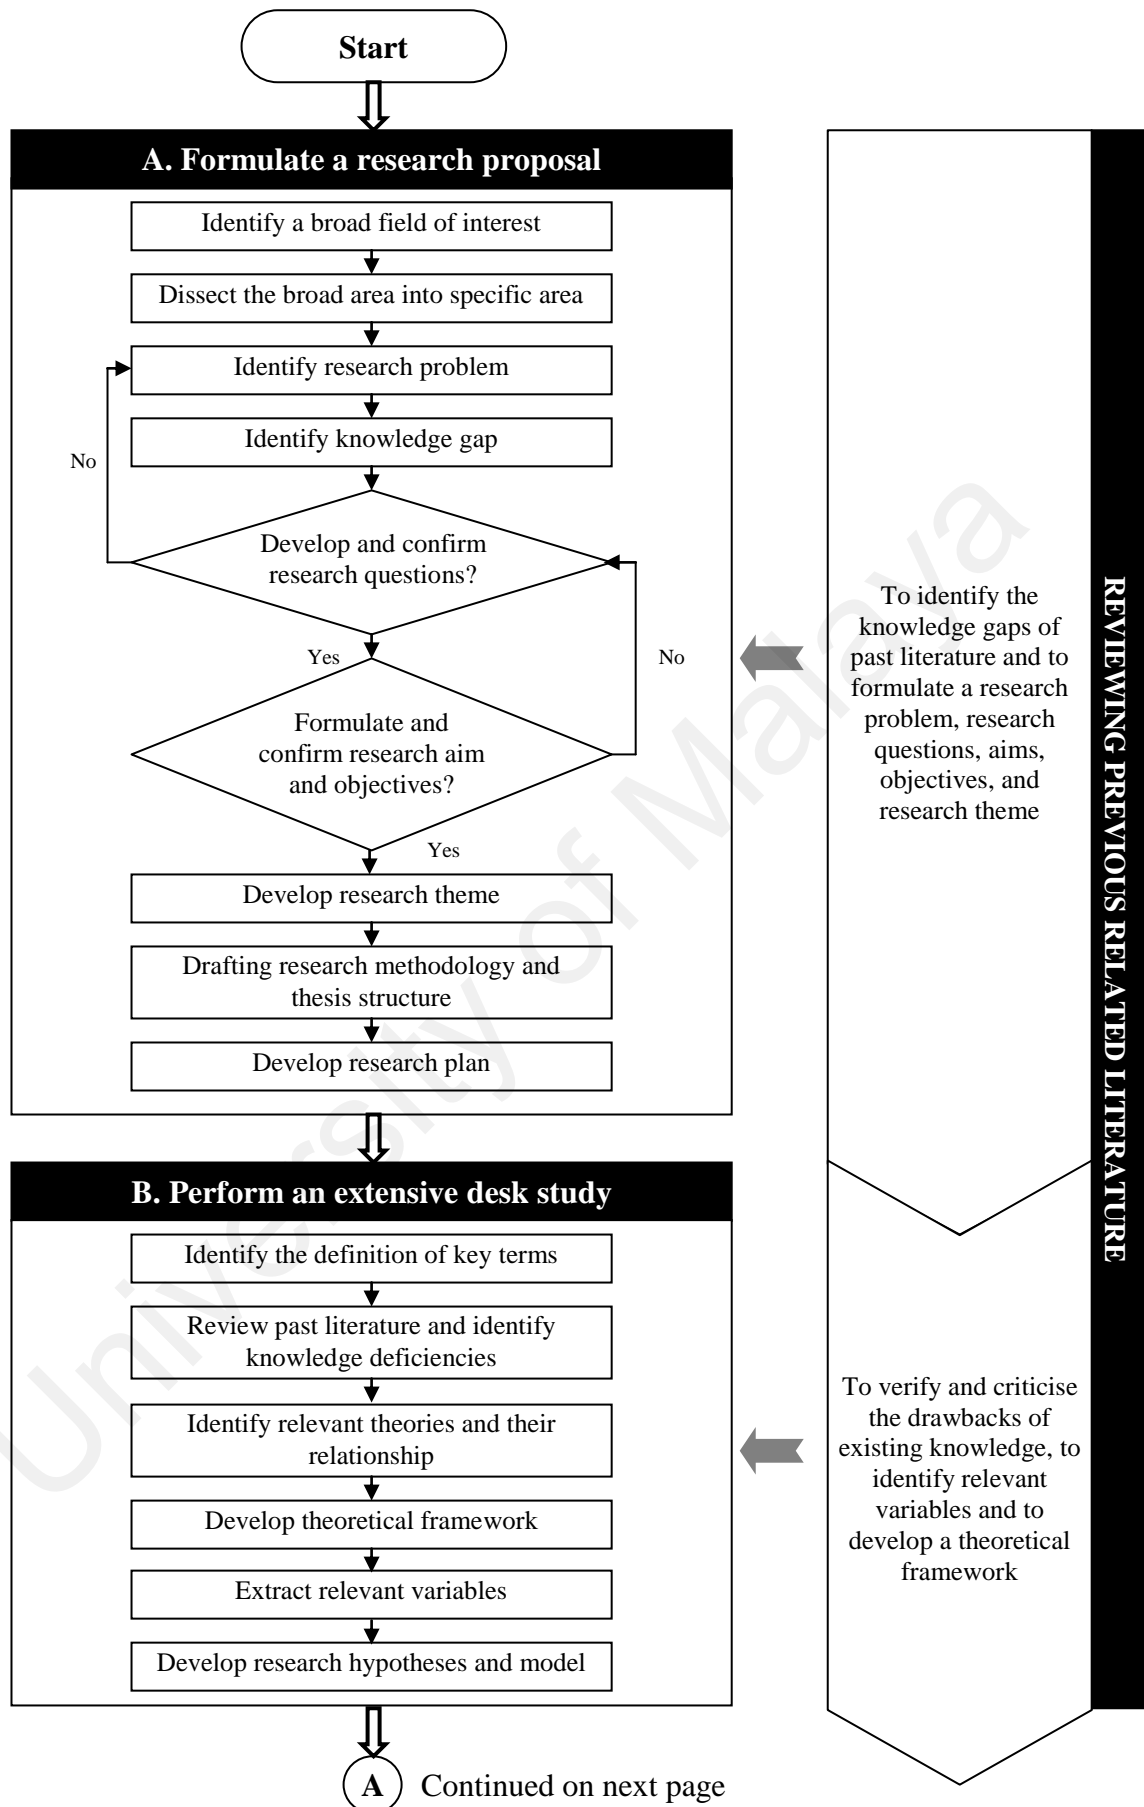 Start
A. Formulate a research proposal
Identify a broad field of interest
Dissect the broad area into specific area
Identify research problem
Identify knowledge gap
No
Develop and confirm
research questions?
Yes
No
Formulate and
confirm research aim
and objectives?
Yes
Develop research theme
Drafting research methodology and
thesis structure
Develop research plan
To identify the
knowledge gaps of
past literature and to
formulate a research
problem, research
questions, aims,
objectives, and
research theme
B. Perform an extensive desk study
Identify the definition of key terms
Review past literature and identify
knowledge deficiencies
Identify relevant theories and their
relationship
Develop theoretical framework
Extract relevant variables
Develop research hypotheses and model
To verify and criticise
the drawbacks of
existing knowledge, to
identify relevant
variables and to
develop a theoretical
framework
REVIEWING PREVIOUS RELATED LITERATURE
A Continued on next page
University of Malaya